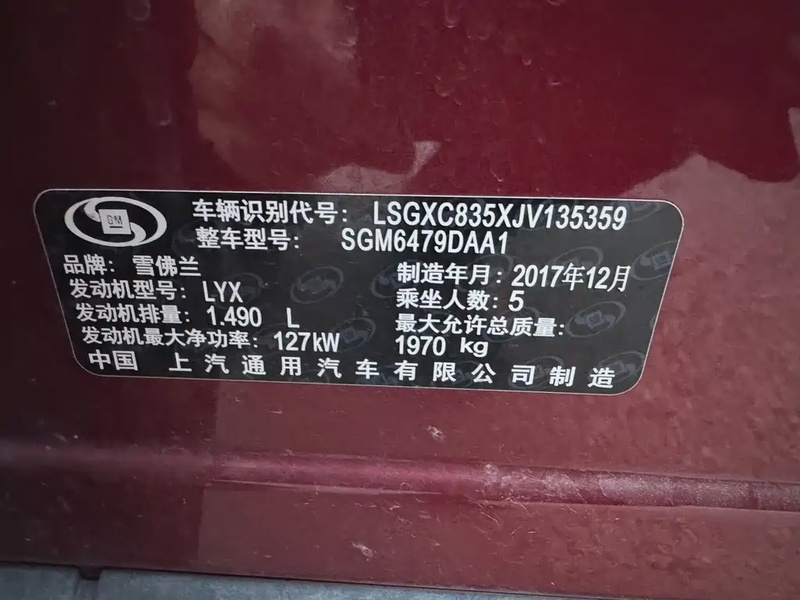 GM
车辆识别代号: LSGXC835XJV135359
整车型号: SGM6479DAA1
品牌: 雪佛兰 制造年月: 2017年12月
发动机型号: LYX 乘坐人数: 5
发动机排量: 1.490 L 最大允许总质量:
发动机最大净功率: 127kW 1970 kg
中国 上汽通用汽车有限公司制造